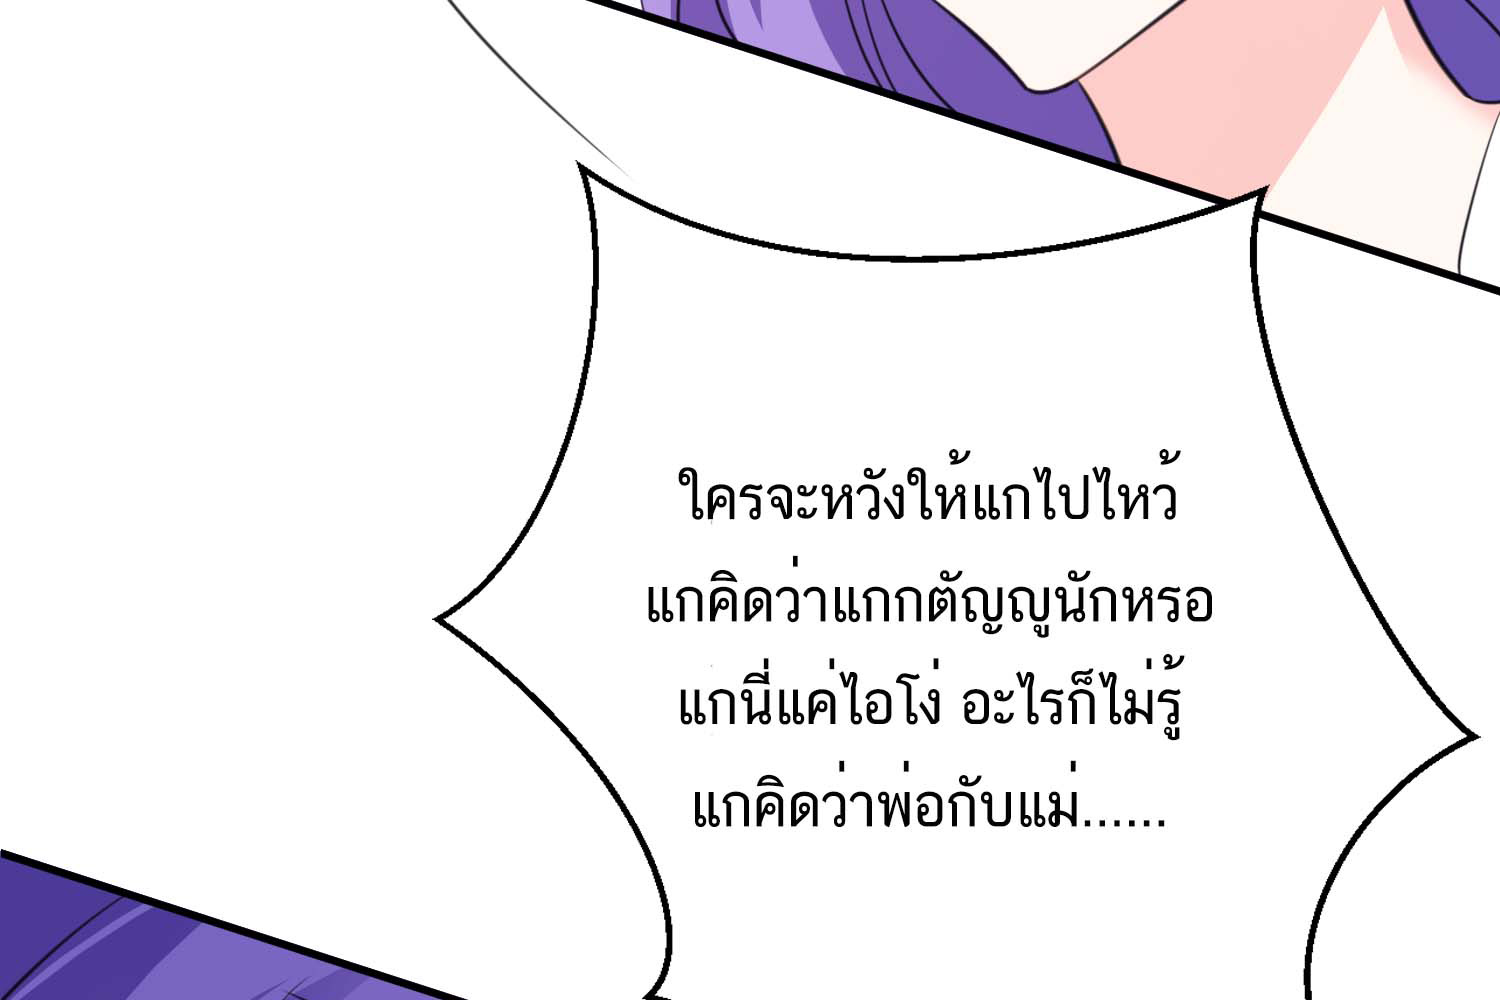 ใครจะหวังให้แกไปไหว้
แกคิดว่าแกกตัญญูนักหรอ
แกนี่แค่ไอโง่ อะไรก็ไม่รู้
แกคิดว่าพ่อกับแม่......